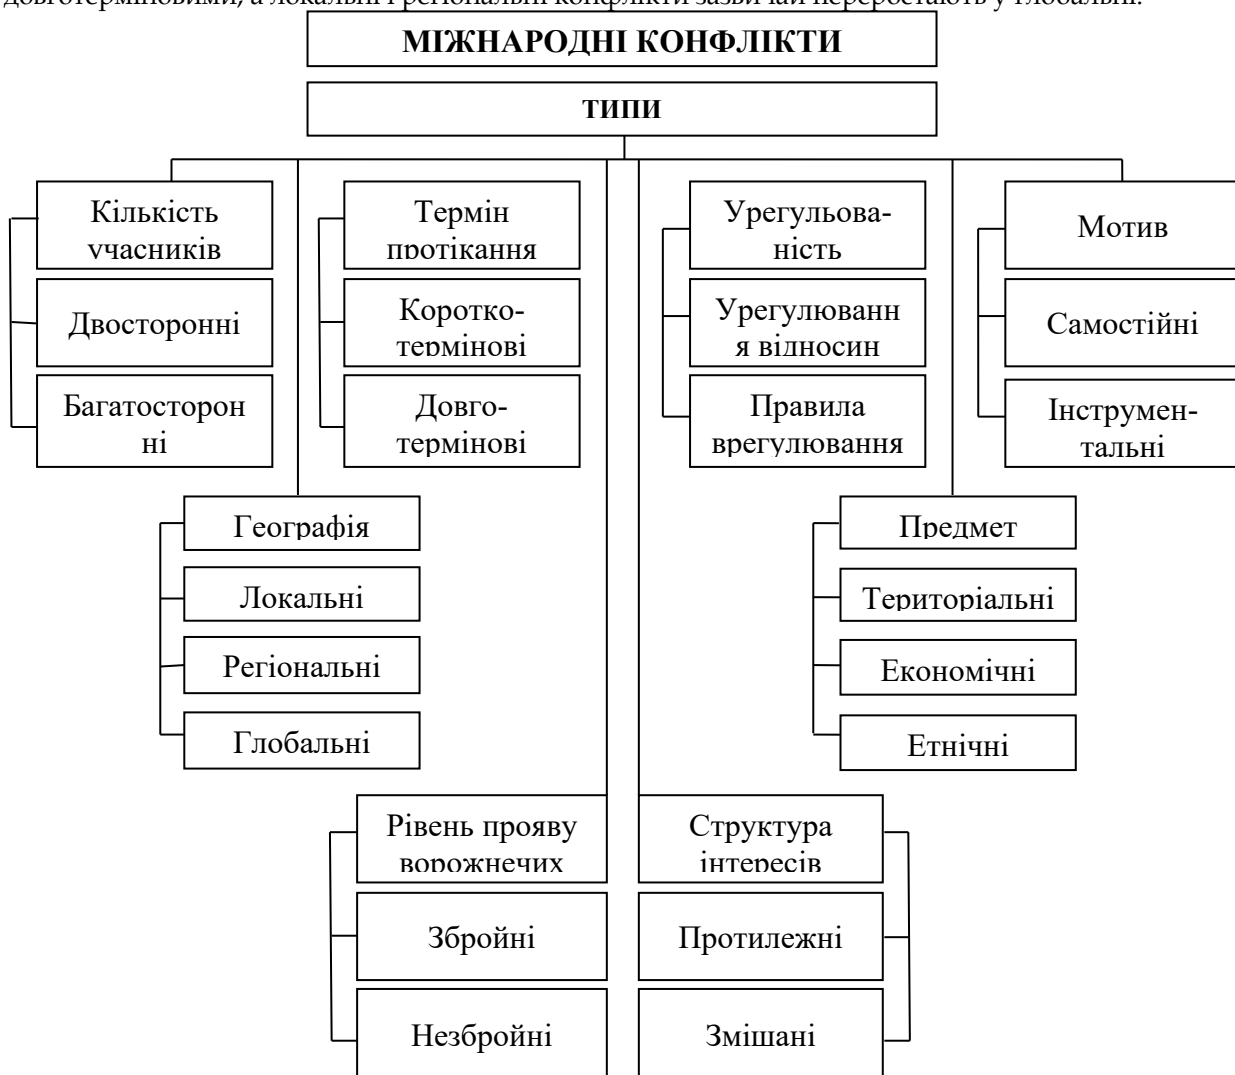 довготерміновими, а локальні і регіональні конфлікти зазвичай переростають у глобальні.
МІЖНАРОДНІ КОНФЛІКТИ
ТИПИ
Кількість
учасників
Двосторонні
Багатосторон
ні
Термін
протікання
Коротко-
термінові
Довго-
термінові
Урегульова-
ність
Урегулюванн
я відносин
Правила
врегулювання
Мотив
Самостійні
Інструмен-
тальні
Географія
Локальні
Регіональні
Глобальні
Предмет
Територіальні
Економічні
Етнічні
Рівень прояву
ворожнечих
Збройні
Незбройні
Структура
інтересів
Протилежні
Змішані